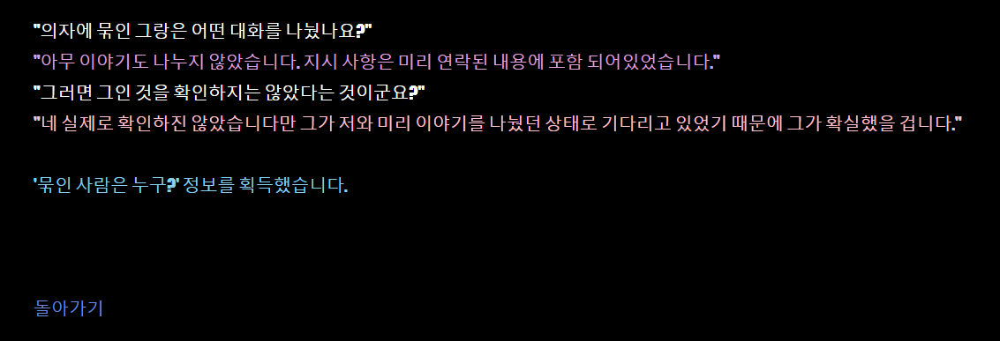 "의자에 묶인 그랑은 어떤 대화를 나눴나요?"
"아무 이야기도 나누지 않았습니다. 지시 사항은 미리 연락된 내용에 포함 되어있었습니다."
"그러면 그인 것을 확인하지는 않았다는 것이군요?"
"네 실제로 확인하진 않았습니다만 그가 저와 미리 이야기를 나눴던 상태로 기다리고 있었기 때문에 그가 확실했을 겁니다."
'묶인 사람은 누구?' 정보를 획득했습니다.
돌아가기